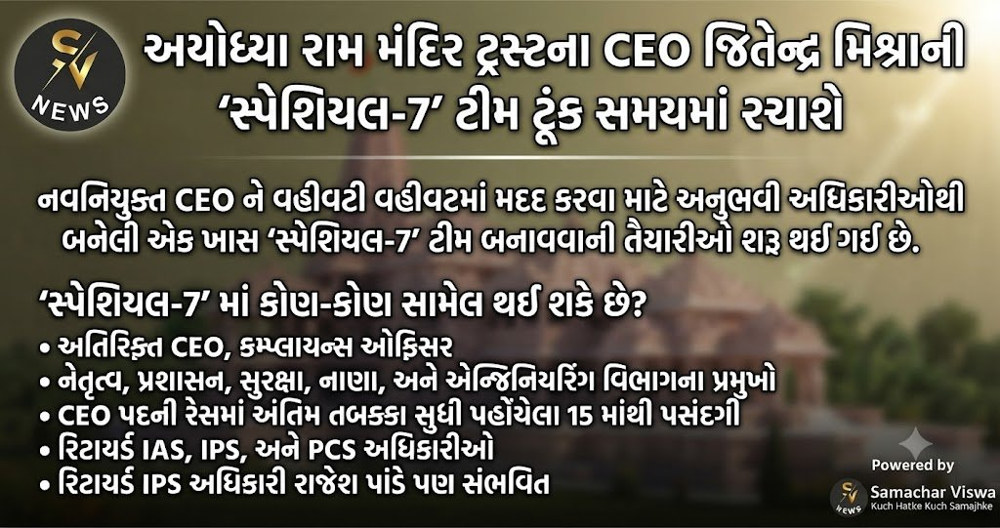 SV
NEWS
અયોધ્યા રામ મંદિર ટ્રસ્ટના CEO જિતેન્દ્ર મિશ્રાની
‘સ્પેશિયલ-7’ ટીમ ટૂંક સમયમાં રચાશે
નવનિયુક્ત CEO ને વહીવટી વહીવટમાં મદદ કરવા માટે અનુભવી અધિકારીઓથી
બનેલી એક ખાસ ‘સ્પેશિયલ-7’ ટીમ બનાવવાની તૈયારીઓ શરૂ થઈ ગઈ છે.
‘સ્પેશિયલ-7’ માં કોણ-કોણ સામેલ થઈ શકે છે?
• અતિરિક્ત CEO, કમ્પ્લાયન્સ ઓફિસર
• નેતૃત્વ, પ્રશાસન, સુરક્ષા, નાણા, અને એન્જિનિયરિંગ વિભાગના પ્રમુખો
• CEO પદની રેસમાં અંતિમ તબક્કા સુધી પહોંચેલા 15 માંથી પસંદગી
• રિટાયર્ડ IAS, IPS, અને PCS અધિકારીઓ
• રિટાયર્ડ IPS અધિકારી રાજેશ પાંડે પણ સંભવિત
Powered by
SV
NEWS
Samachar Viswa
Kuch Hatke Kuch Samajhke